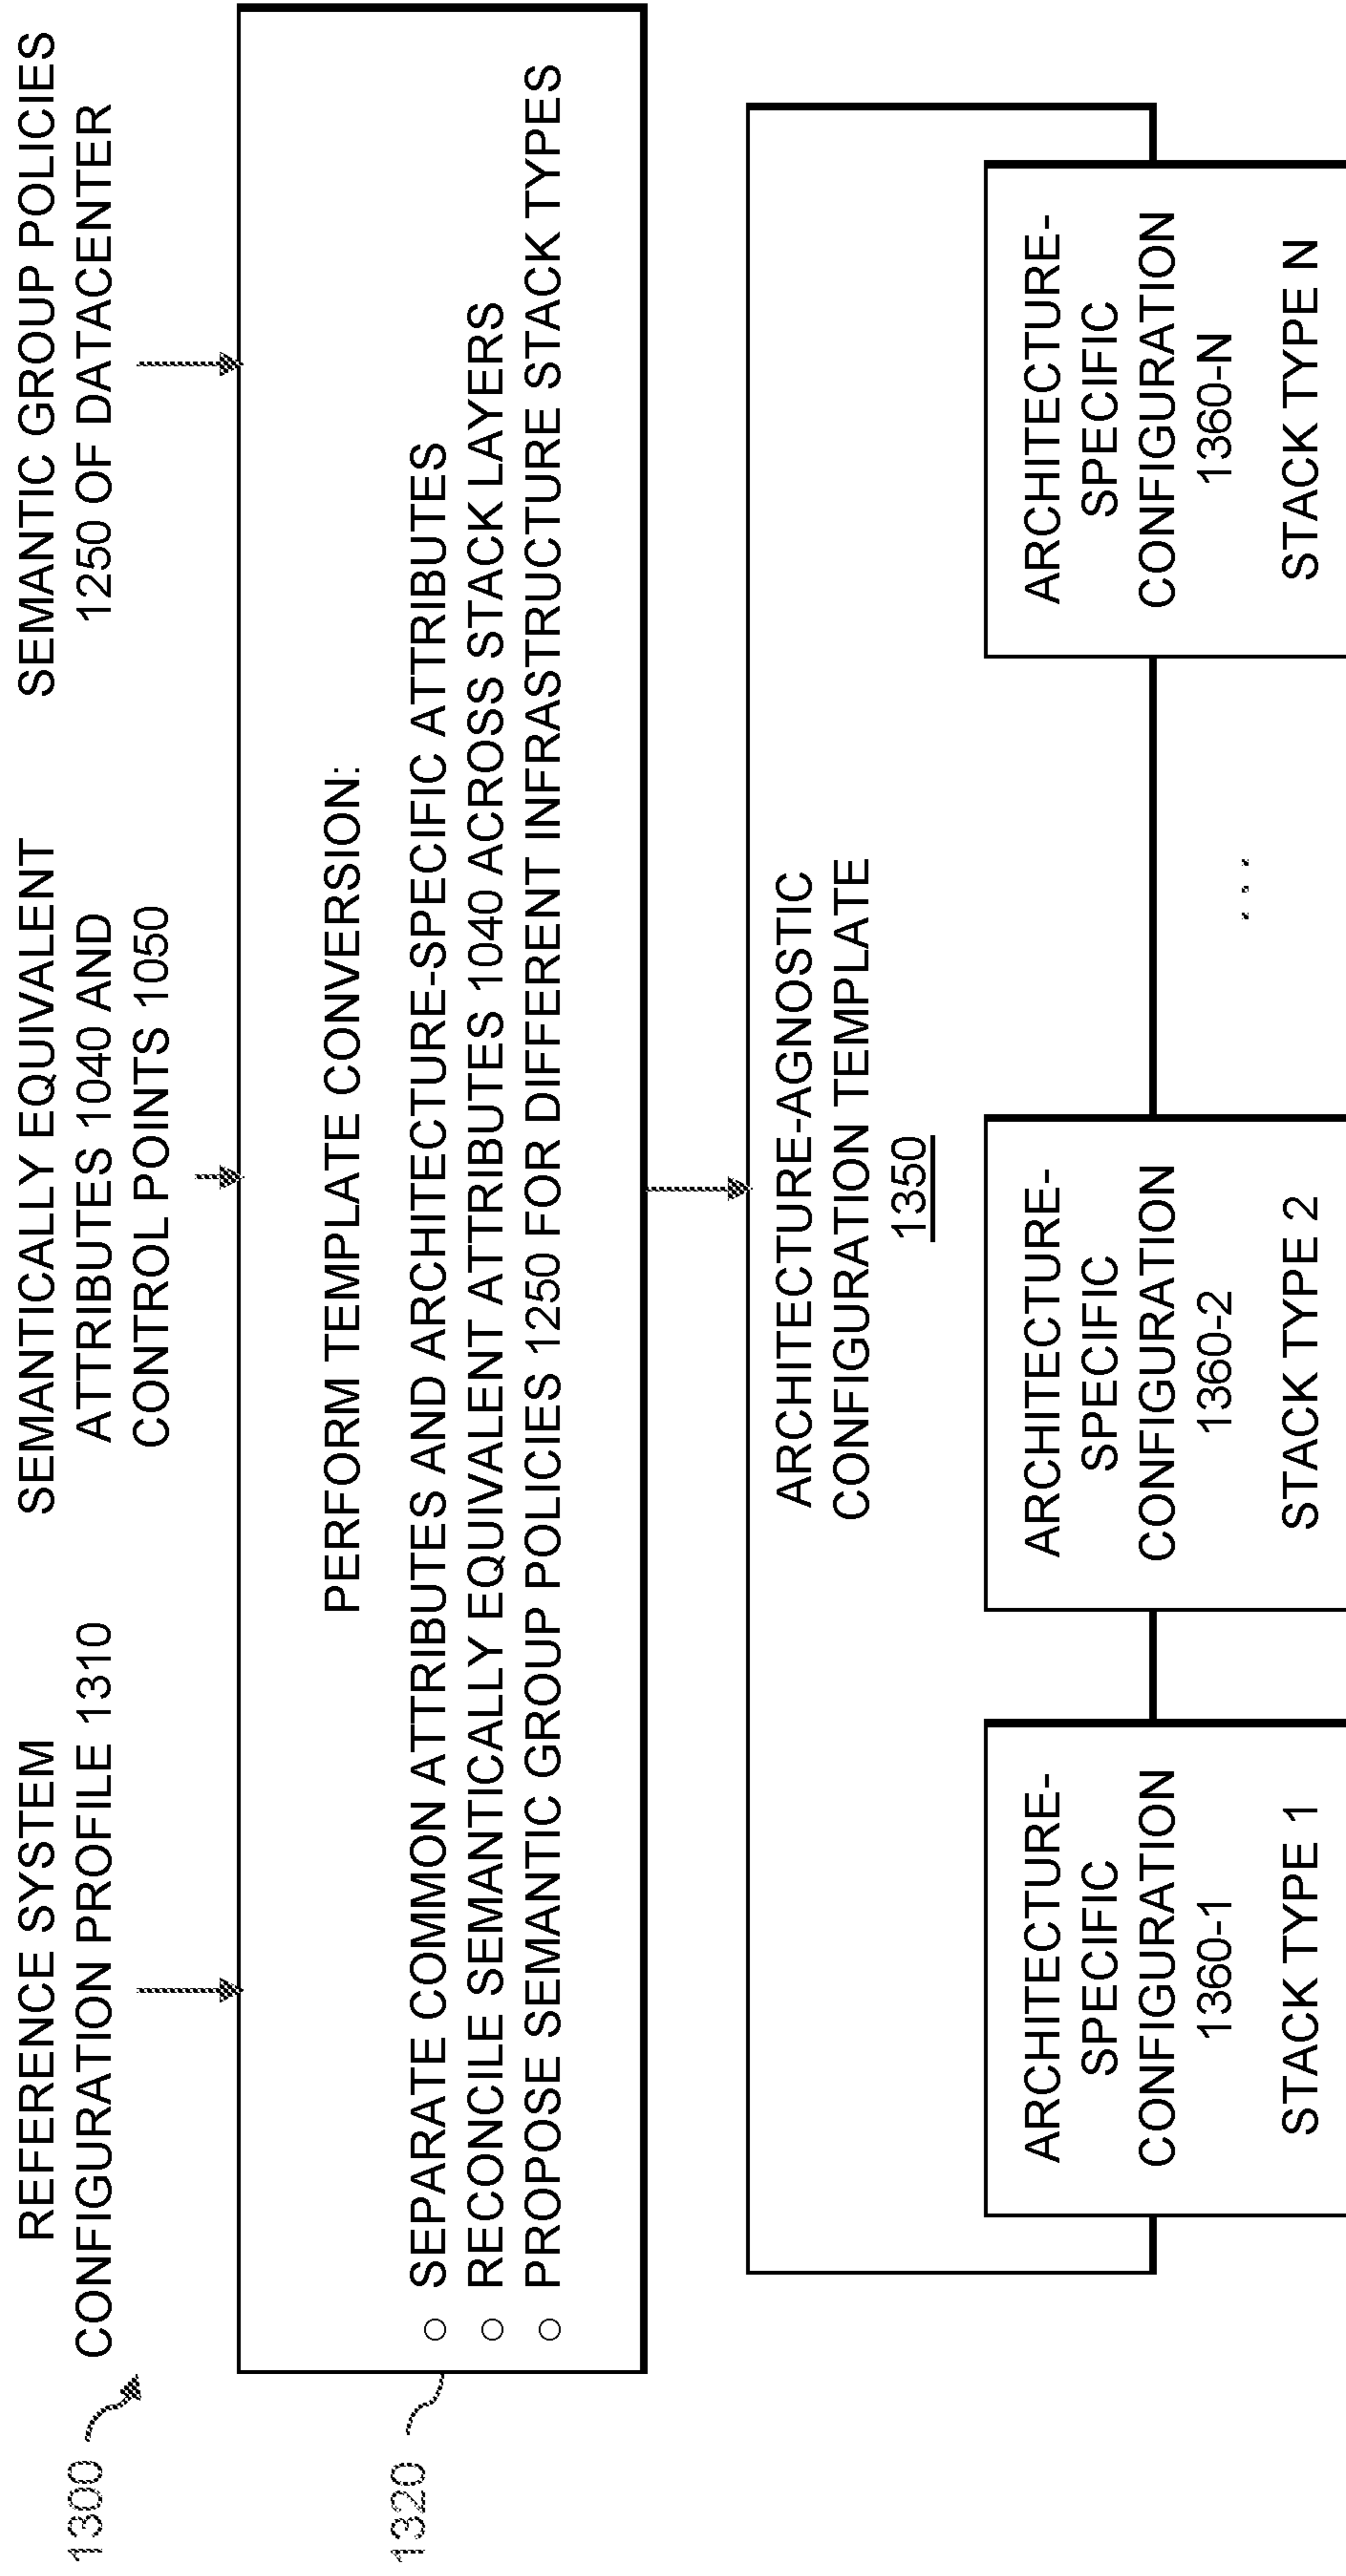 1300
REFERENCE SYSTEM
CONFIGURATION PROFILE 1310
SEMANTICALLY EQUIVALENT
ATTRIBUTES 1040 AND
CONTROL POINTS 1050
SEMANTIC GROUP POLICIES
1250 OF DATACENTER
1320
PERFORM TEMPLATE CONVERSION:
○ SEPARATE COMMON ATTRIBUTES AND ARCHITECTURE-SPECIFIC ATTRIBUTES
○ RECONCILE SEMANTICALLY EQUIVALENT ATTRIBUTES 1040 ACROSS STACK LAYERS
○ PROPOSE SEMANTIC GROUP POLICIES 1250 FOR DIFFERENT INFRASTRUCTURE STACK TYPES
ARCHITECTURE-AGNOSTIC
CONFIGURATION TEMPLATE
1350
ARCHITECTURE-
SPECIFIC
CONFIGURATION
1360-1
STACK TYPE 1
ARCHITECTURE-
SPECIFIC
CONFIGURATION
1360-2
STACK TYPE 2
...
ARCHITECTURE-
SPECIFIC
CONFIGURATION
1360-N
STACK TYPE N